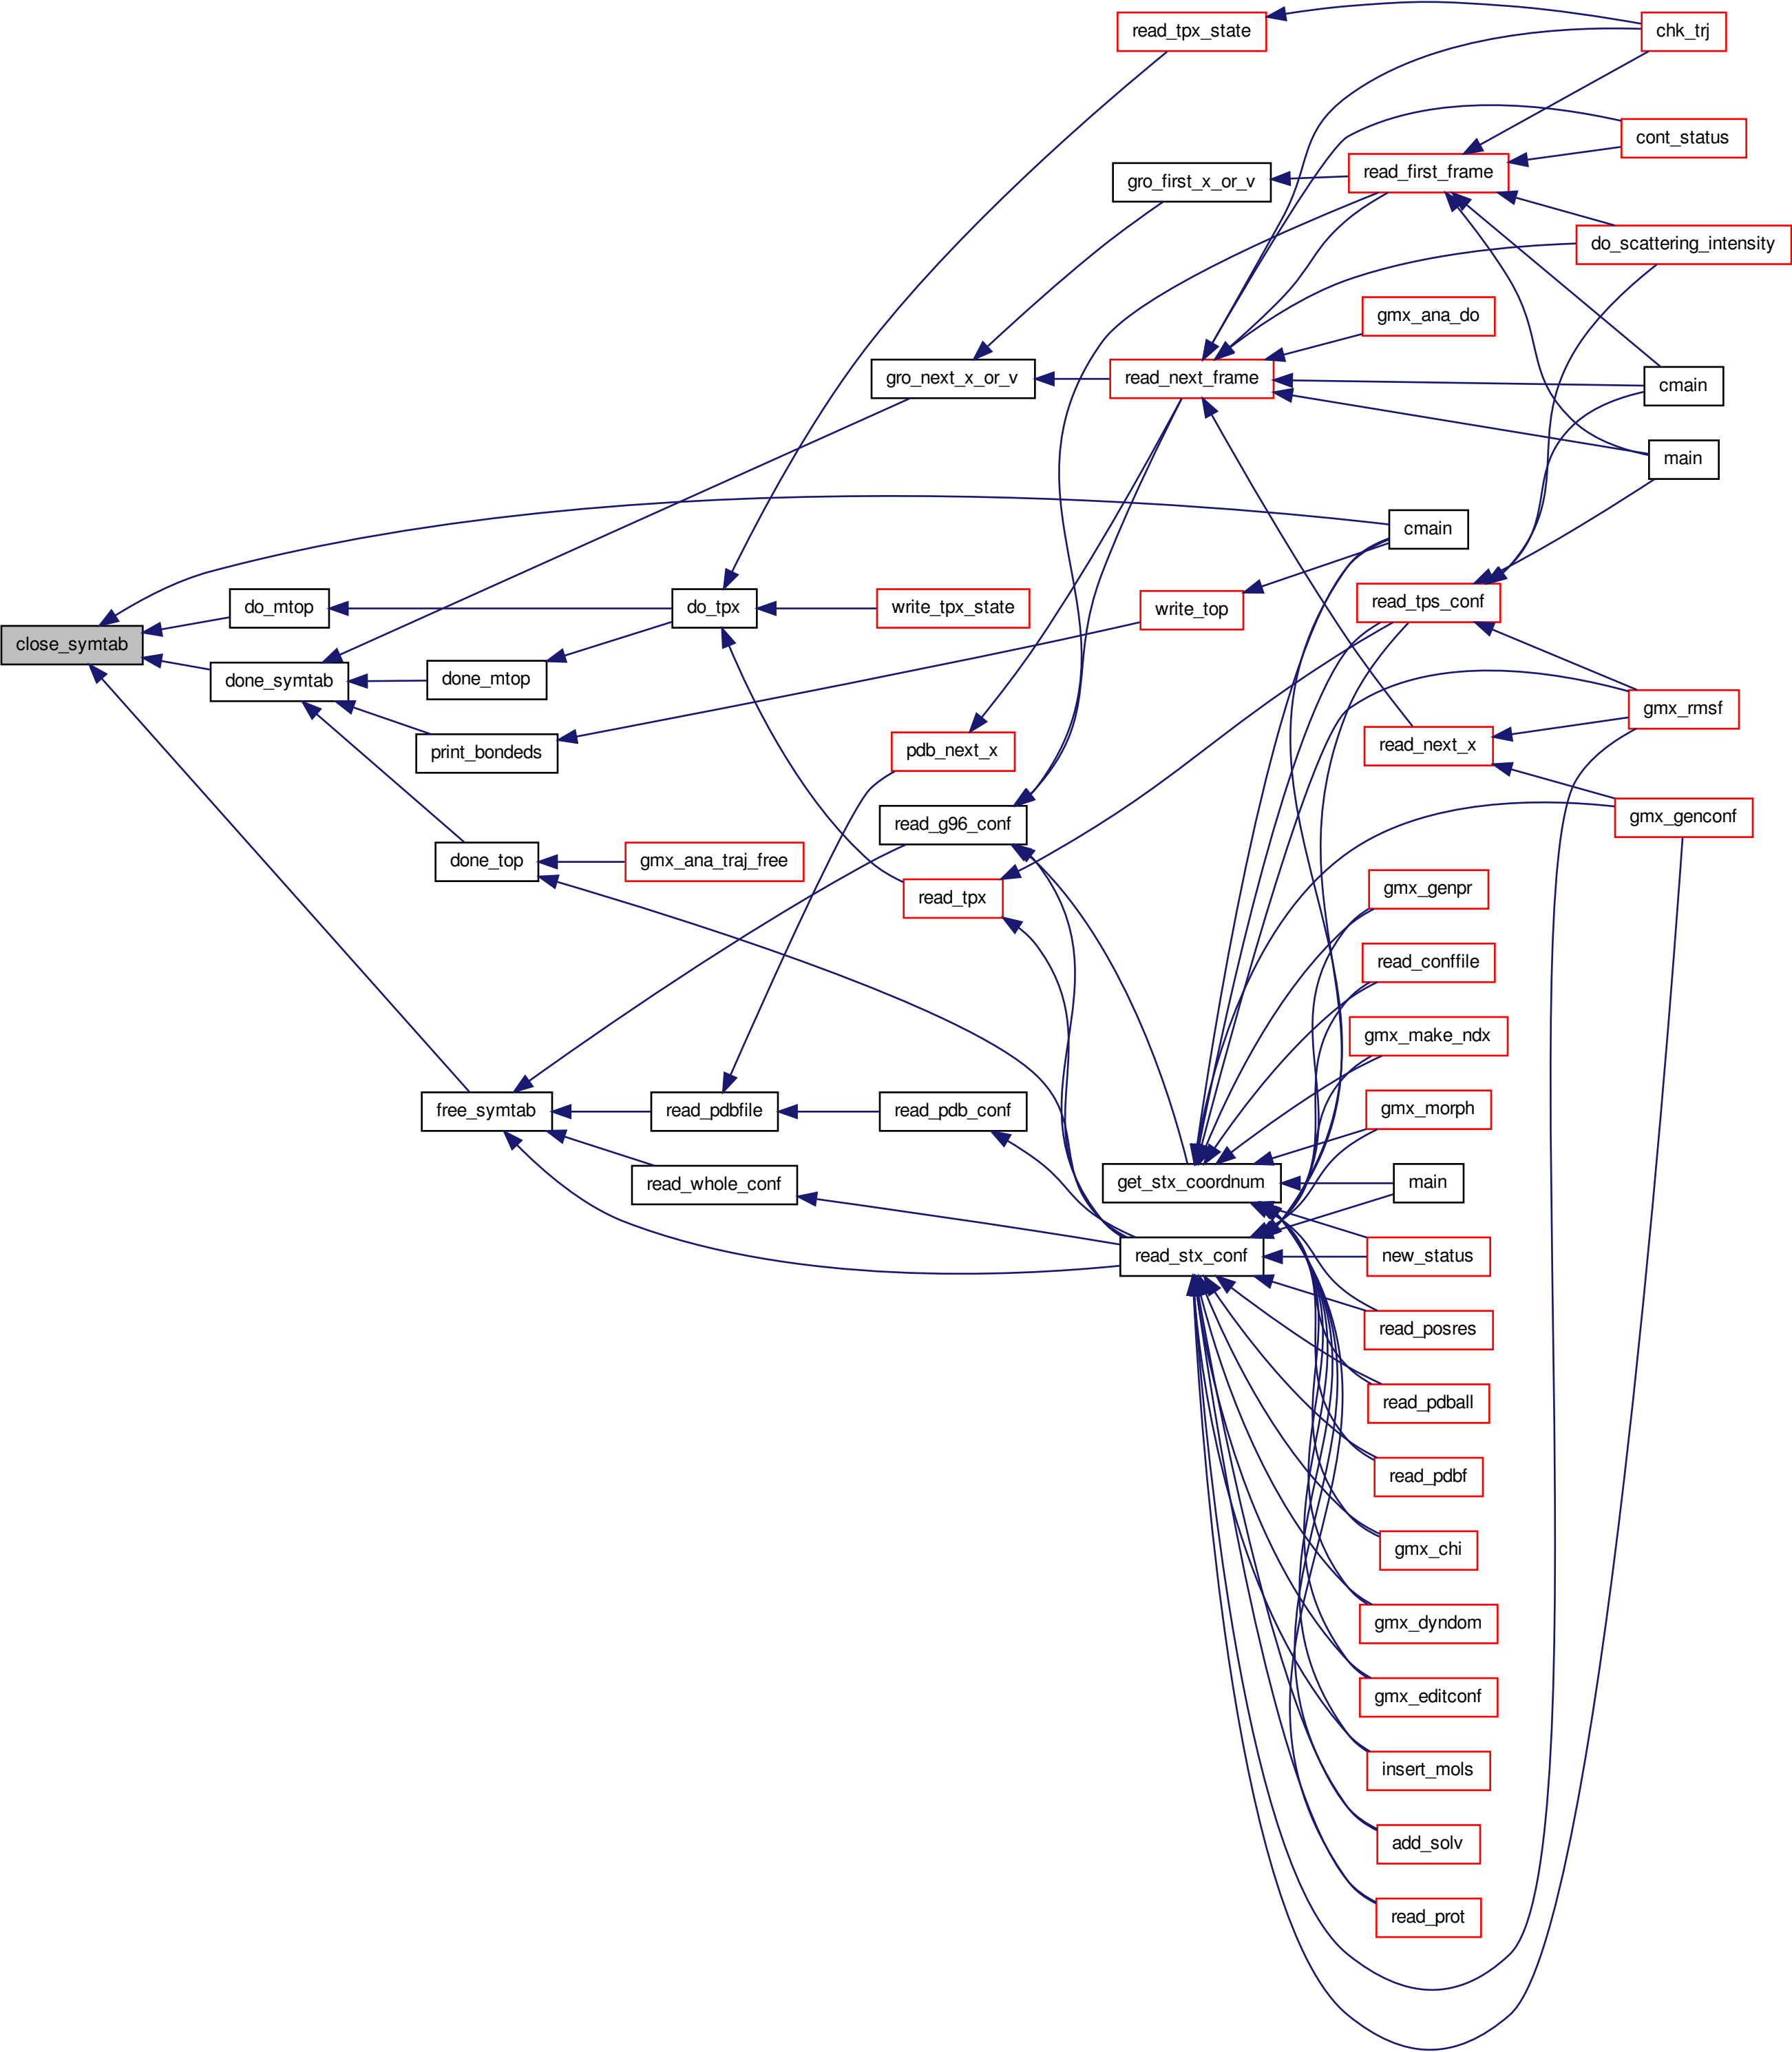 read_tpx_state
chk_trj
cont_status
read_first_frame
gro_first_x_or_v
do_scattering_intensity
gmx_ana_do
gro_next_x_or_v
read_next_frame
cmain
main
cmain
do_mtop
do_tpx
write_tpx_state
write_top
read_tps_conf
close_symtab
done_symtab
done_mtop
gmx_rmsf
print_bondeds
pdb_next_x
read_next_x
read_g96_conf
gmx_genconf
done_top
gmx_ana_traj_free
read_tpx
gmx_genpr
read_conffile
gmx_make_ndx
free_symtab
read_pdbfile
read_pdb_conf
gmx_morph
read_whole_conf
get_stx_coordnum
main
read_stx_conf
new_status
read_posres
read_pdball
read_pdbf
gmx_chi
gmx_dyndom
gmx_editconf
insert_mols
add_solv
read_prot